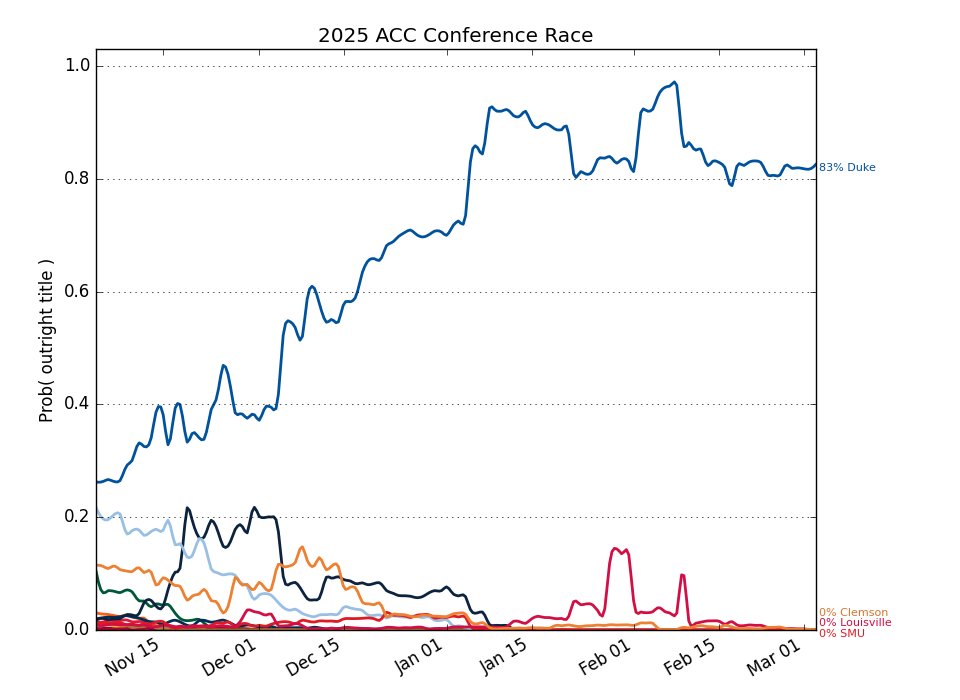 2025 ACC Conference Race
Prob( outright title )
1.0
0.8
0.6
0.4
0.2
0.0
Nov 15
Dec 01
Dec 15
Jan 01
Jan 15
Feb 01
Feb 15
Mar 01
83% Duke
0% Clemson
0% Louisville
0% SMU